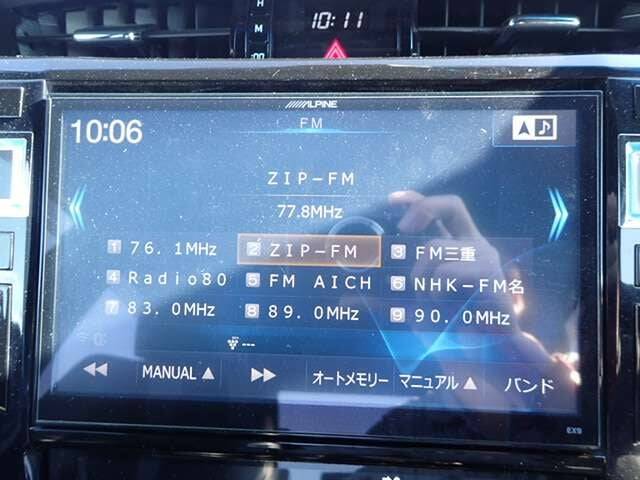 H
M
:00
10:11
ALPINE
10:06
FM
ZIP-FM
77.8MHz
1 76.1MHz 2 ZIP-FM 3 FM三重
4 Radio80 5 FM AICH 6 NHK-FM名
7 83.0MHz 8 89.0MHz 9 90.0MHz
---
MANUAL▲ オートメモリー マニュアル▲ バンド
EX9